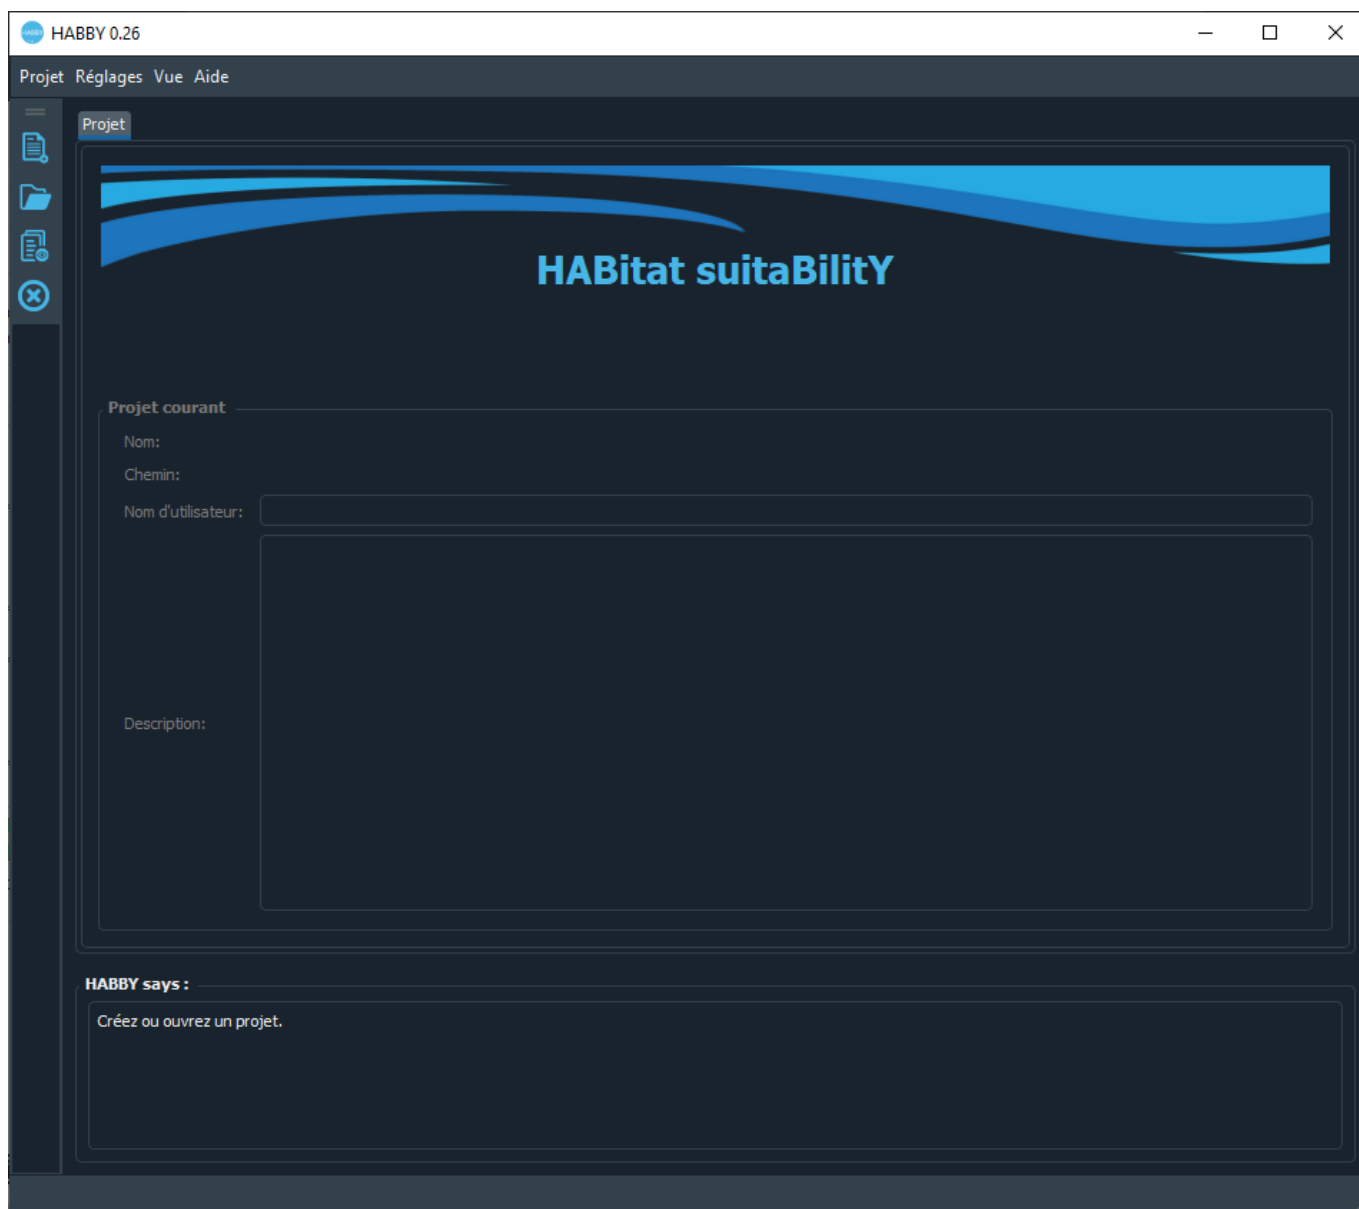 HABBY 0.26
Projet Réglages Vue Aide
Projet
HABitat suitaBilitY
Projet courant
Nom:
Chemin:
Nom d'utilisateur:
Description:
HABBY says :
Créez ou ouvrez un projet.